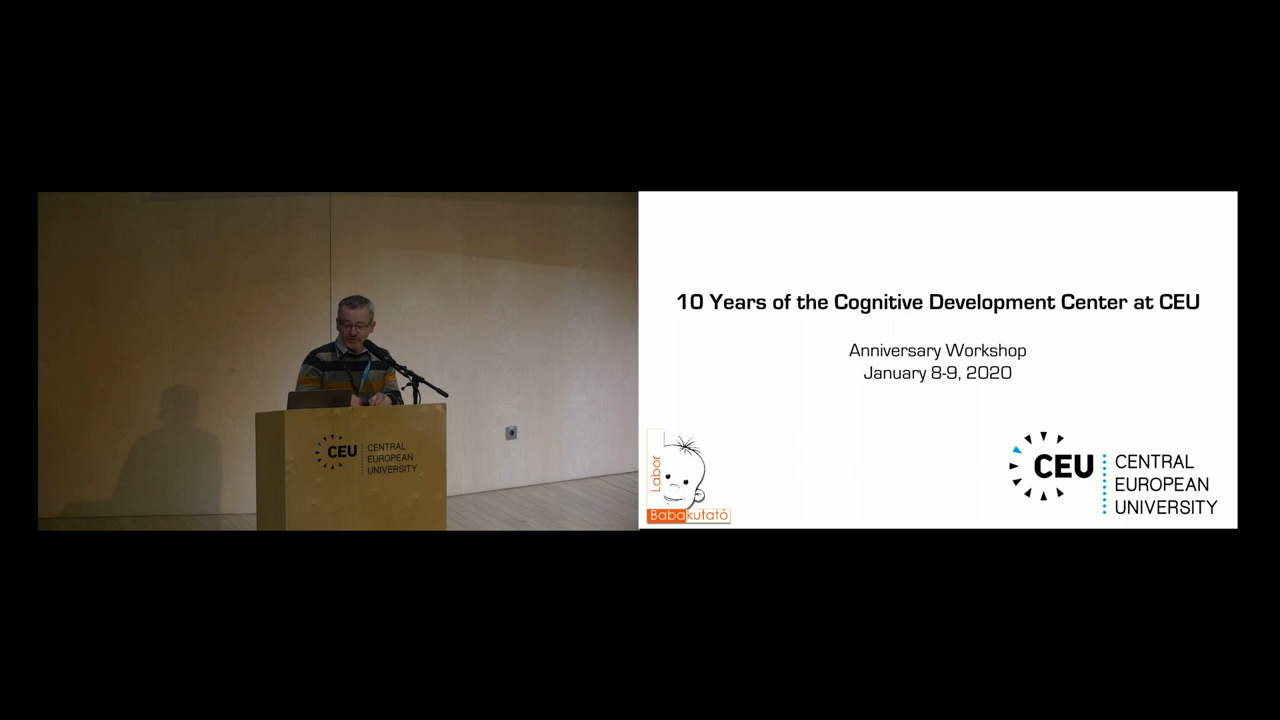 CEU
CENTRAL
EUROPEAN
UNIVERSITY
10 Years of the Cognitive Development Center at CEU
Anniversary Workshop
January 8-9, 2020
Labor
Babakutató
CEU
CENTRAL
EUROPEAN
UNIVERSITY